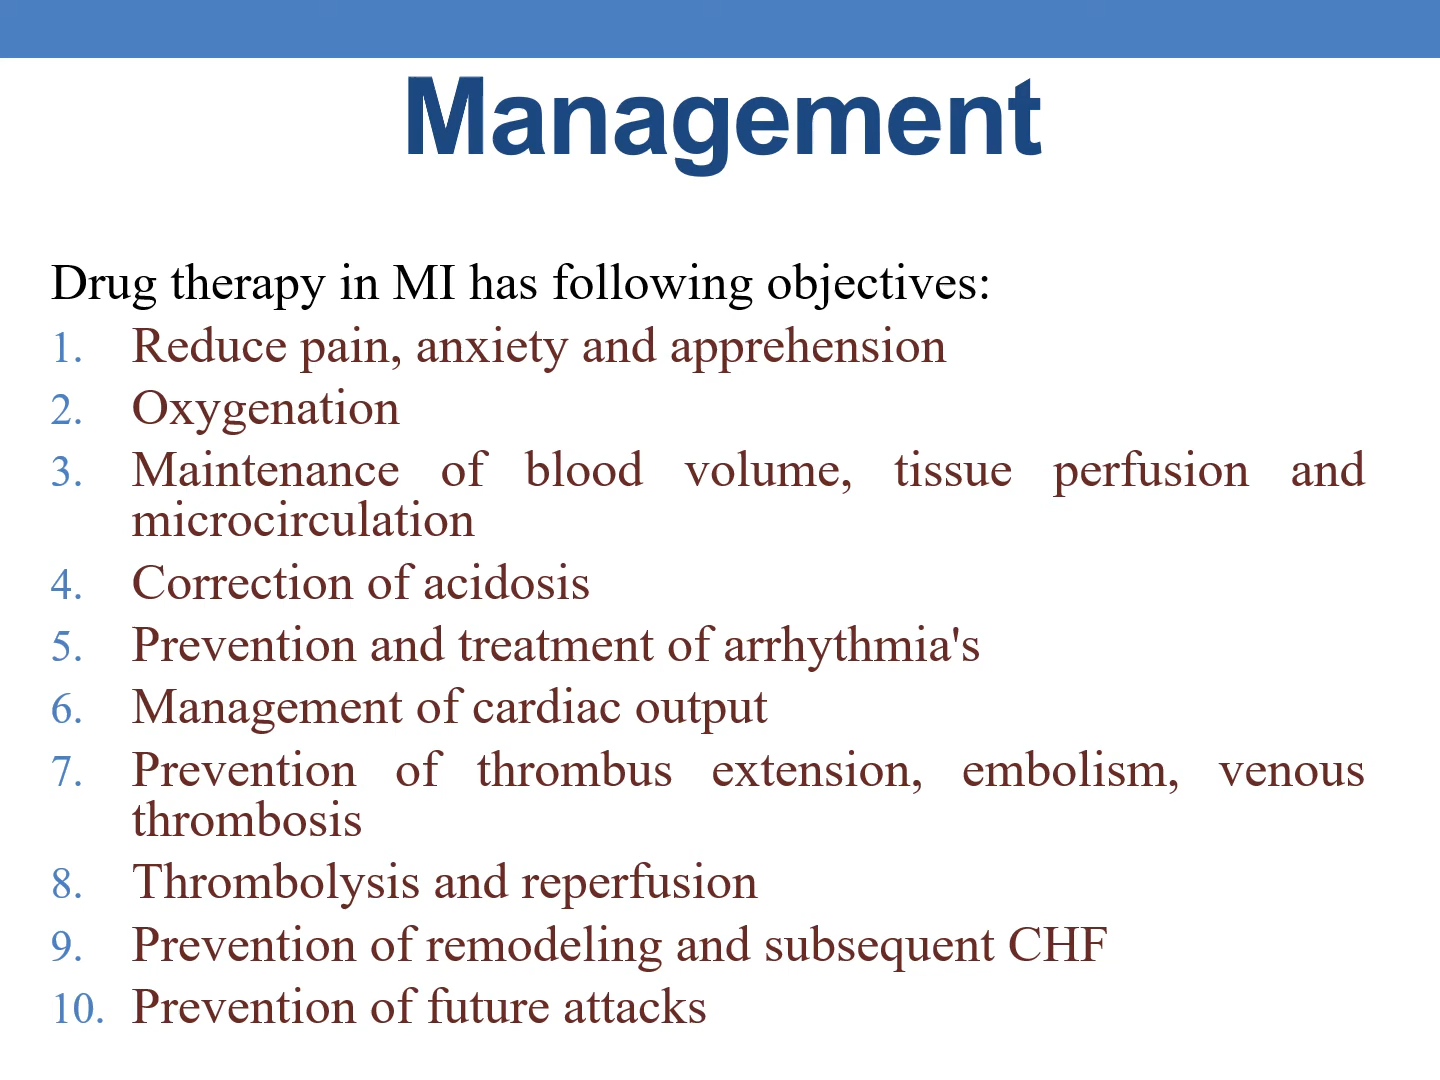 Management
Drug therapy in MI has following objectives:
1. Reduce pain, anxiety and apprehension
2. Oxygenation
3. Maintenance of blood volume, tissue perfusion and
microcirculation
4. Correction of acidosis
5. Prevention and treatment of arrhythmia's
6. Management of cardiac output
7. Prevention of thrombus extension, embolism, venous
thrombosis
8. Thrombolysis and reperfusion
9. Prevention of remodeling and subsequent CHF
10. Prevention of future attacks